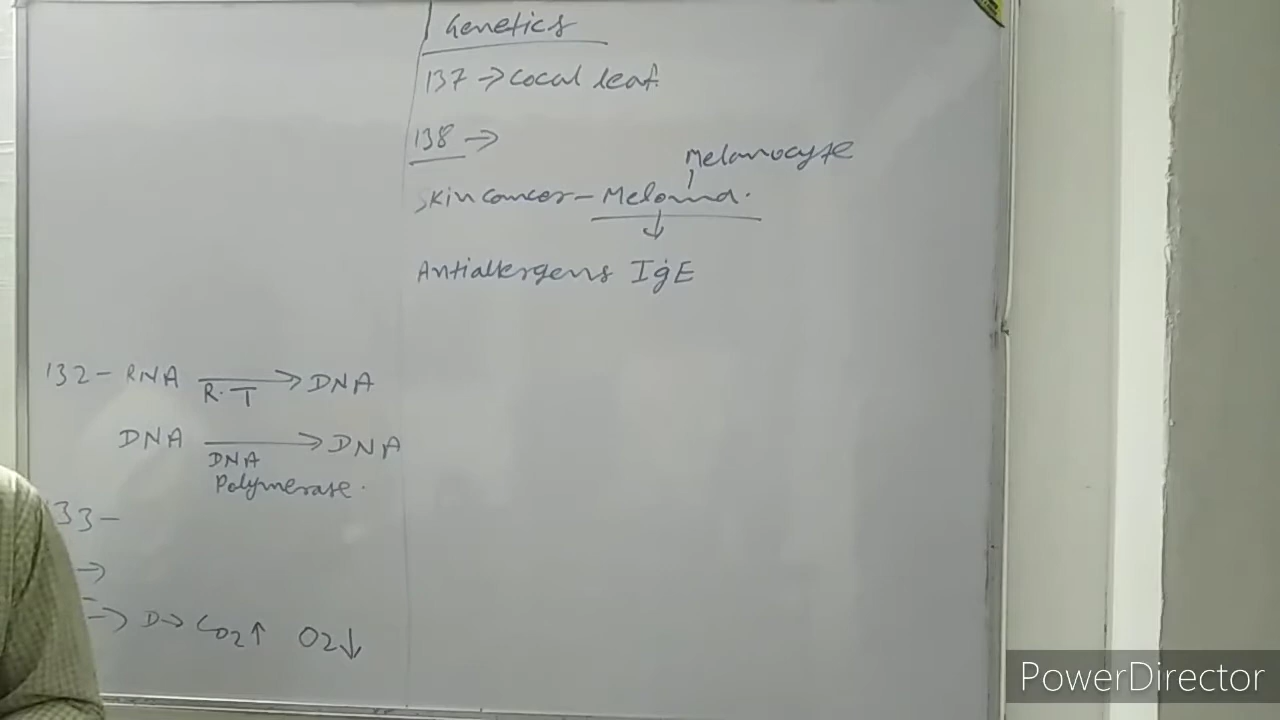 Genetics
137 → Cocal leaf.
138 →
Melanocyte
Skin cancer - Meloma.
↓
Antiallergens IgE
132 - RNA → DNA
R.T
DNA → DNA
DNA
Polymerase.
33 -
→
→ D → CO2↑ O2↓
PowerDirector